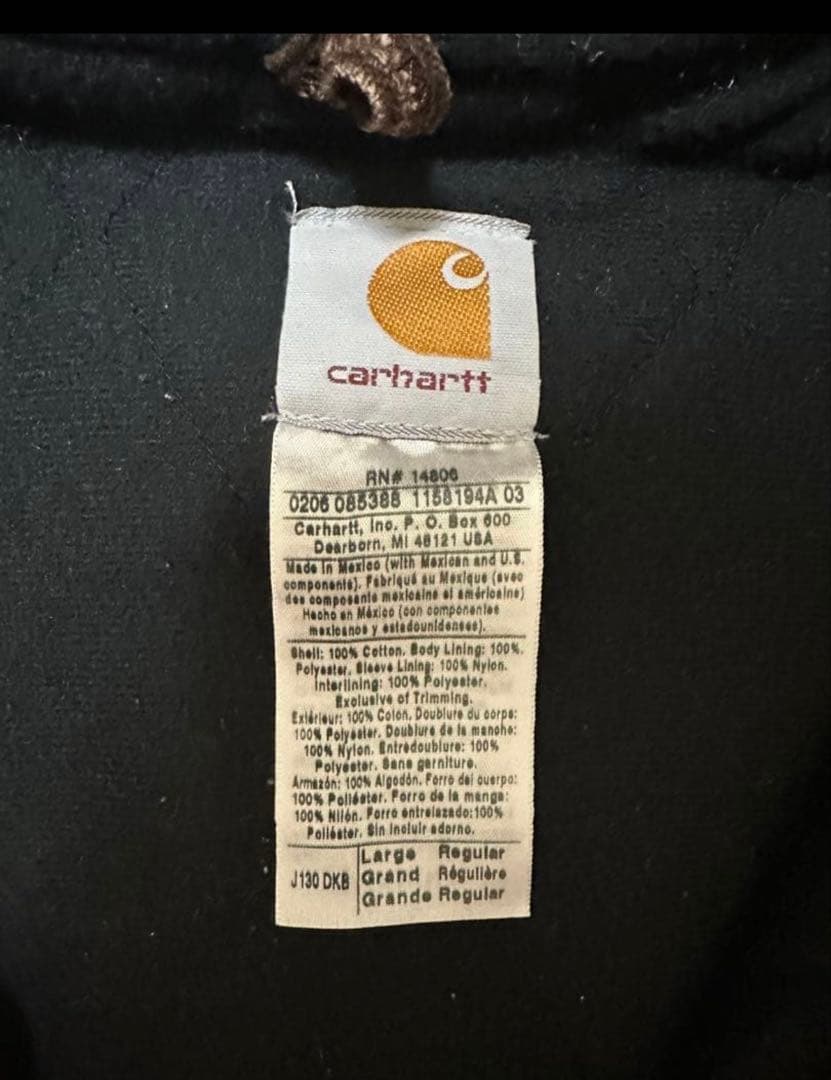 carhartt
RN# 14806
0206 085388 1158194A 03
Carhartt, Inc. P. O. Box 600
Dearborn, MI 48121 USA
Made in Mexico (with Mexican and U.S.
components). Fabriqué au Mexique (avec
des composants mexicains et américains)
Hecho en México (con componentes
mexicanos y estadounidenses).
Shell: 100% Cotton. Body Lining: 100%.
Polyester. Sleeve Lining: 100% Nylon.
Interlining: 100% Polyester.
Exclusive of Trimming.
Extérieur: 100% Coton. Doublure du corps:
100% Polyester. Doublure de la manche:
100% Nylon. Entredoublure: 100%
Polyester. Sans garniture.
Armazón: 100% Algodón. Forro del cuerpo:
100% Poliéster. Forro de la manga:
100% Nilón. Forro entrelazado:100%
Poliéster. Sin incluir adorno.
J130 DKB Large Regular
Grand Régulière
Grande Regular